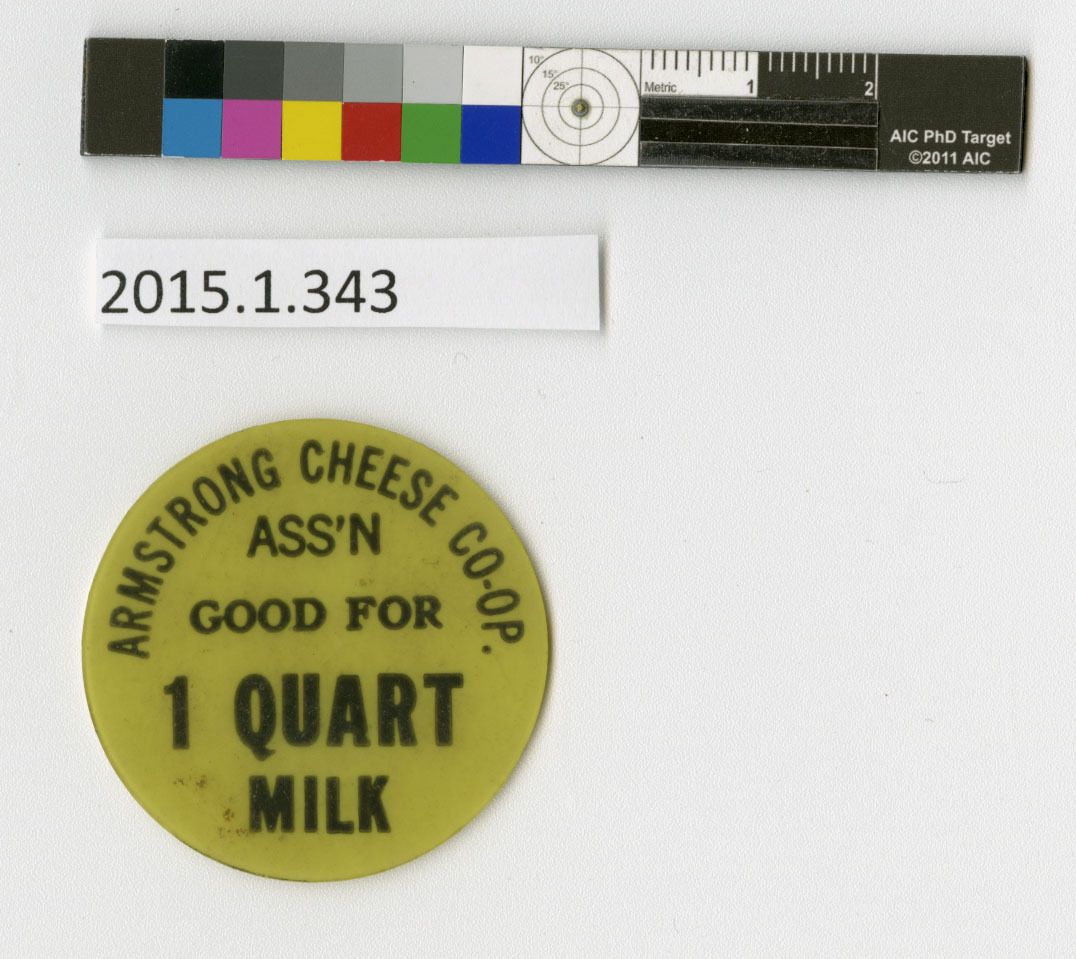 10°
15°
25°
Metric 1 2
AIC PhD Target
©2011 AIC
2015.1.343
ARMSTRONG CHEESE CO-OP.
ASS'N
GOOD FOR
1 QUART
MILK